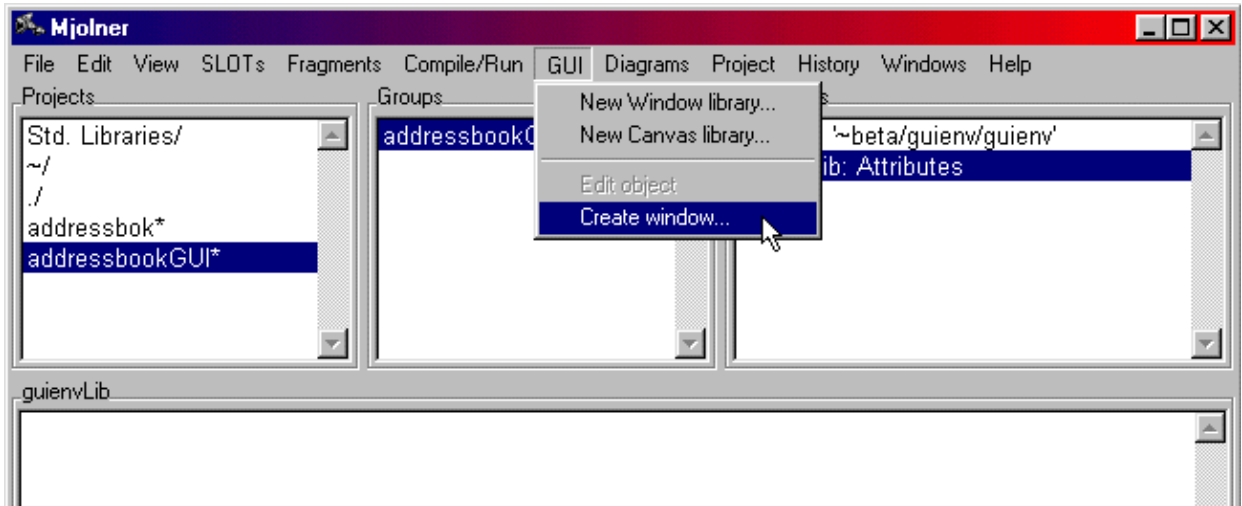 Mjolner
File Edit View SLOTs Fragments Compile/Run GUI Diagrams Project History Windows Help
Projects
Std. Libraries/
~/
./
addressbok*
addressbookGUI*
Groups
New Window library...
New Canvas library...
Edit object
Create window...
'~beta/guienv/guienv'
Attributes
guienvLib